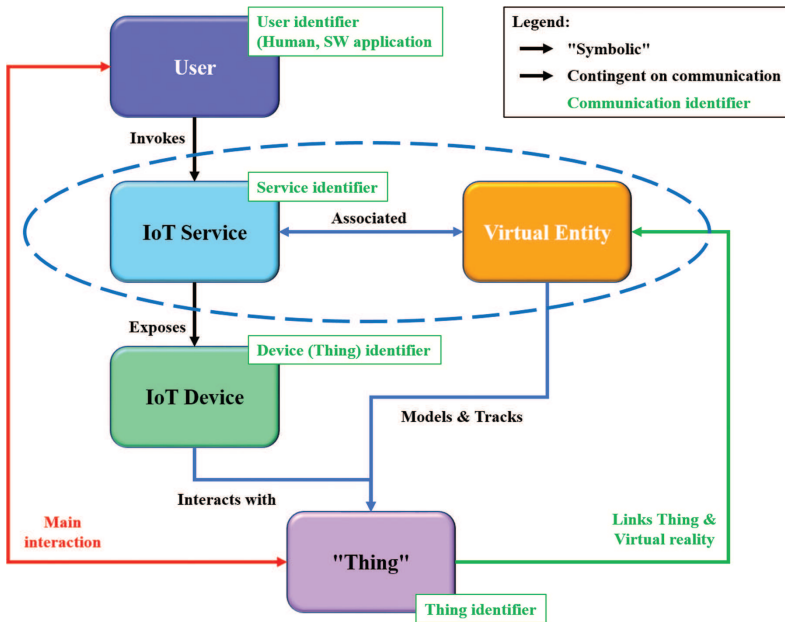 User identifier
(Human, SW application
User
Legend:
"Symbolic"
Contingent on communication
Communication identifier
Invokes
Service identifier
IoT Service
Associated
Virtual Entity
Exposes
Device (Thing) identifier
IoT Device
Models & Tracks
Interacts with
Main
interaction
"Thing"
Links Thing &
Virtual reality
Thing identifier